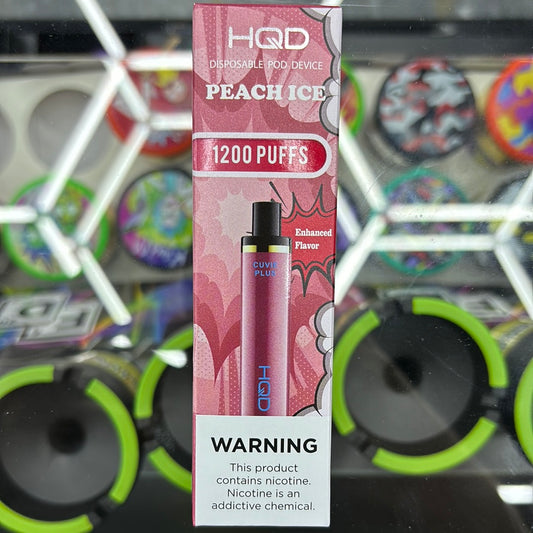 HQD
DISPOSABLE POD DEVICE
PEACH ICE
1200 PUFFS
Enhanced
Flavor
CUVIE
PLUS
HQD
WARNING
This product
contains nicotine.
Nicotine is an
addictive chemical.